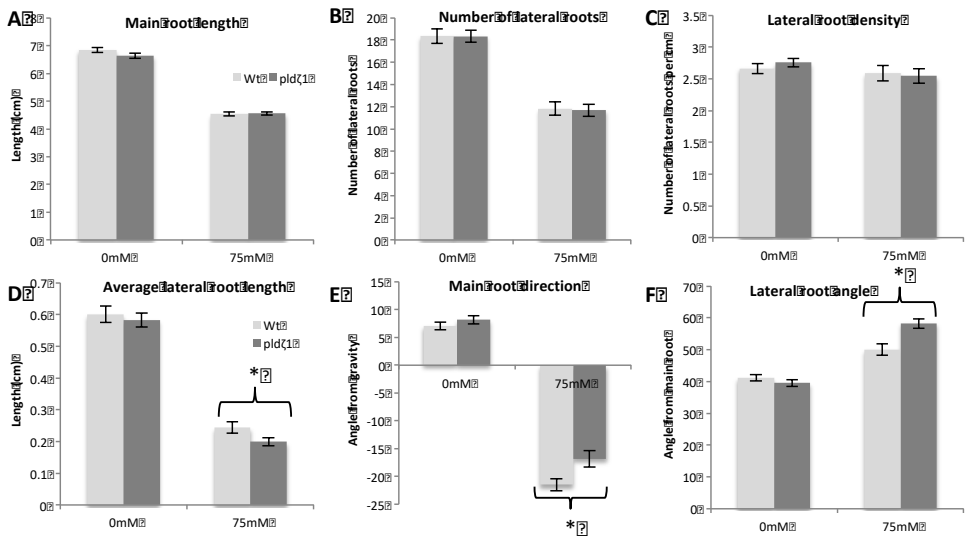 A
Main root length
8
7
6
5
4
3
2
1
0
Length (cm)
Wt
pldζ1
0mM
75mM
B
Number of lateral roots
20
18
16
14
12
10
8
6
4
2
0
Number of lateral roots
0mM
75mM
C
Lateral root density
3.5
3
2.5
2
1.5
1
0.5
0
Number of lateral roots per cm
0mM
75mM
D
Average lateral root length
0.7
0.6
0.5
0.4
0.3
0.2
0.1
0
Length (cm)
Wt
pldζ1
*
0mM
75mM
E
Main root direction
15
10
5
0
-5
-10
-15
-20
-25
Angle from gravity
0mM
75mM
*
F
Lateral root angle
70
60
50
40
30
20
10
0
Angle from main root
*
0mM
75mM